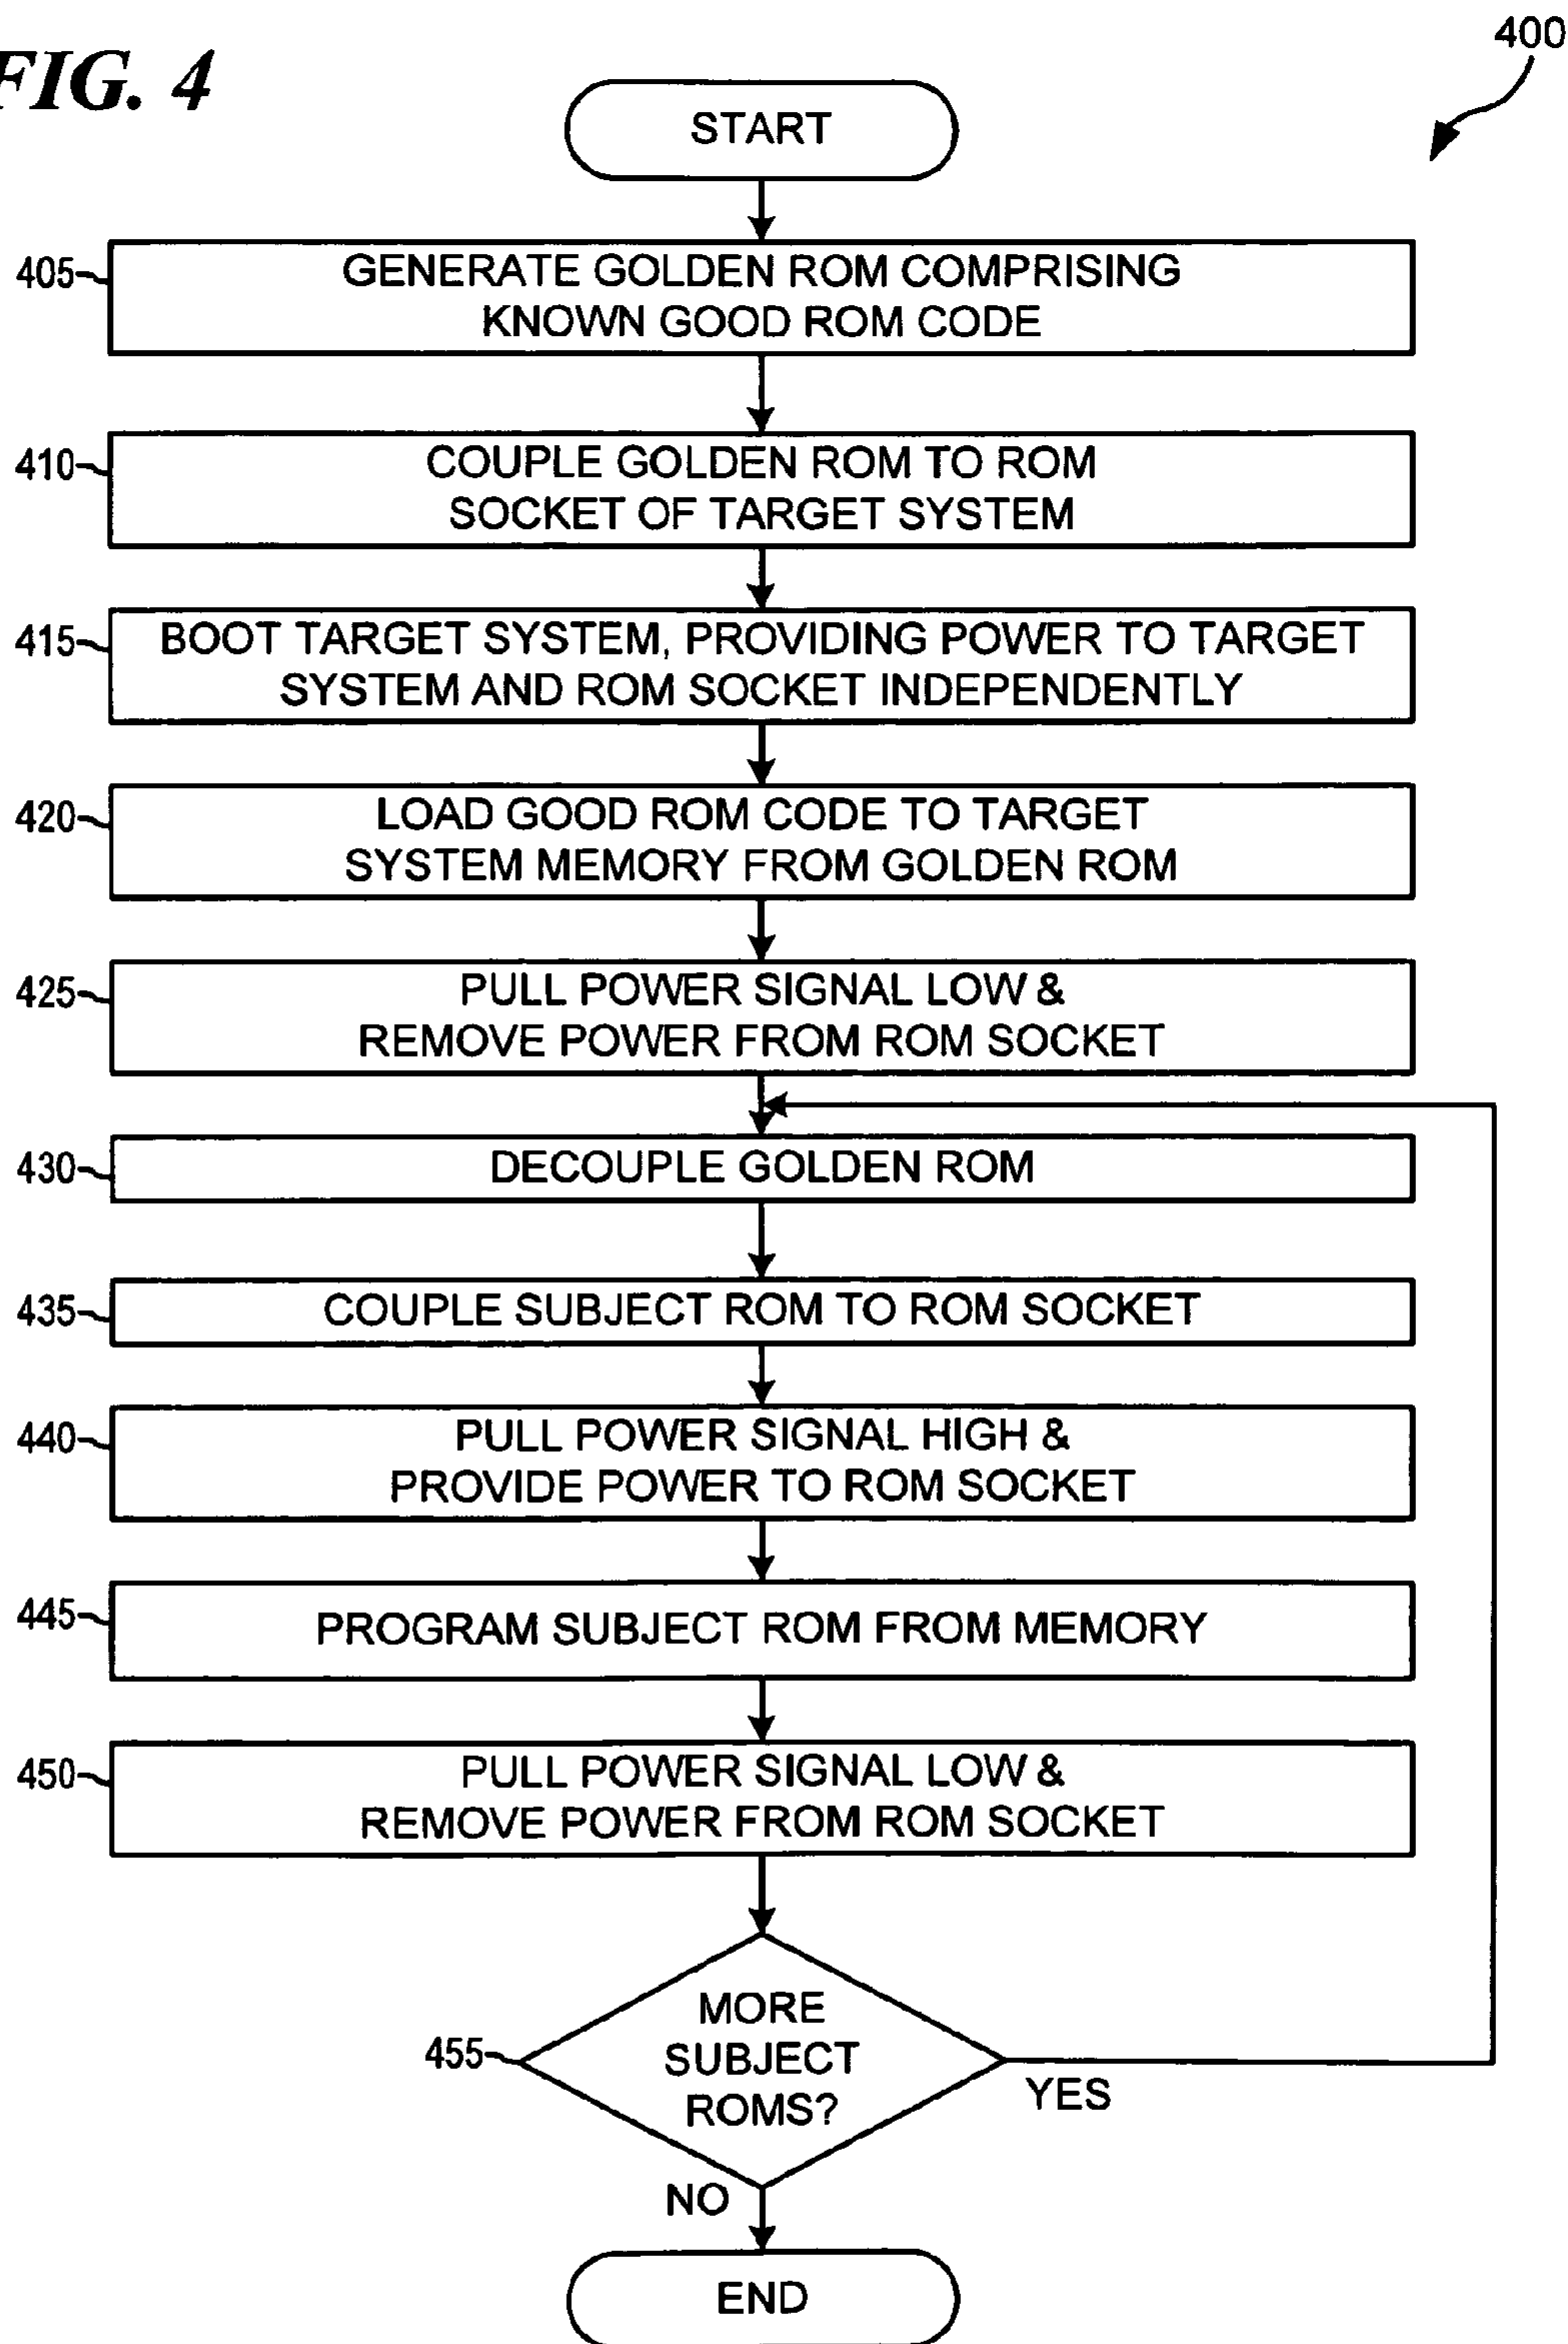 FIG. 4
400
START
405
GENERATE GOLDEN ROM COMPRISING
KNOWN GOOD ROM CODE
410
COUPLE GOLDEN ROM TO ROM
SOCKET OF TARGET SYSTEM
415
BOOT TARGET SYSTEM, PROVIDING POWER TO TARGET
SYSTEM AND ROM SOCKET INDEPENDENTLY
420
LOAD GOOD ROM CODE TO TARGET
SYSTEM MEMORY FROM GOLDEN ROM
425
PULL POWER SIGNAL LOW &
REMOVE POWER FROM ROM SOCKET
430
DECOUPLE GOLDEN ROM
435
COUPLE SUBJECT ROM TO ROM SOCKET
440
PULL POWER SIGNAL HIGH &
PROVIDE POWER TO ROM SOCKET
445
PROGRAM SUBJECT ROM FROM MEMORY
450
PULL POWER SIGNAL LOW &
REMOVE POWER FROM ROM SOCKET
455
MORE
SUBJECT
ROMS?
YES
NO
END